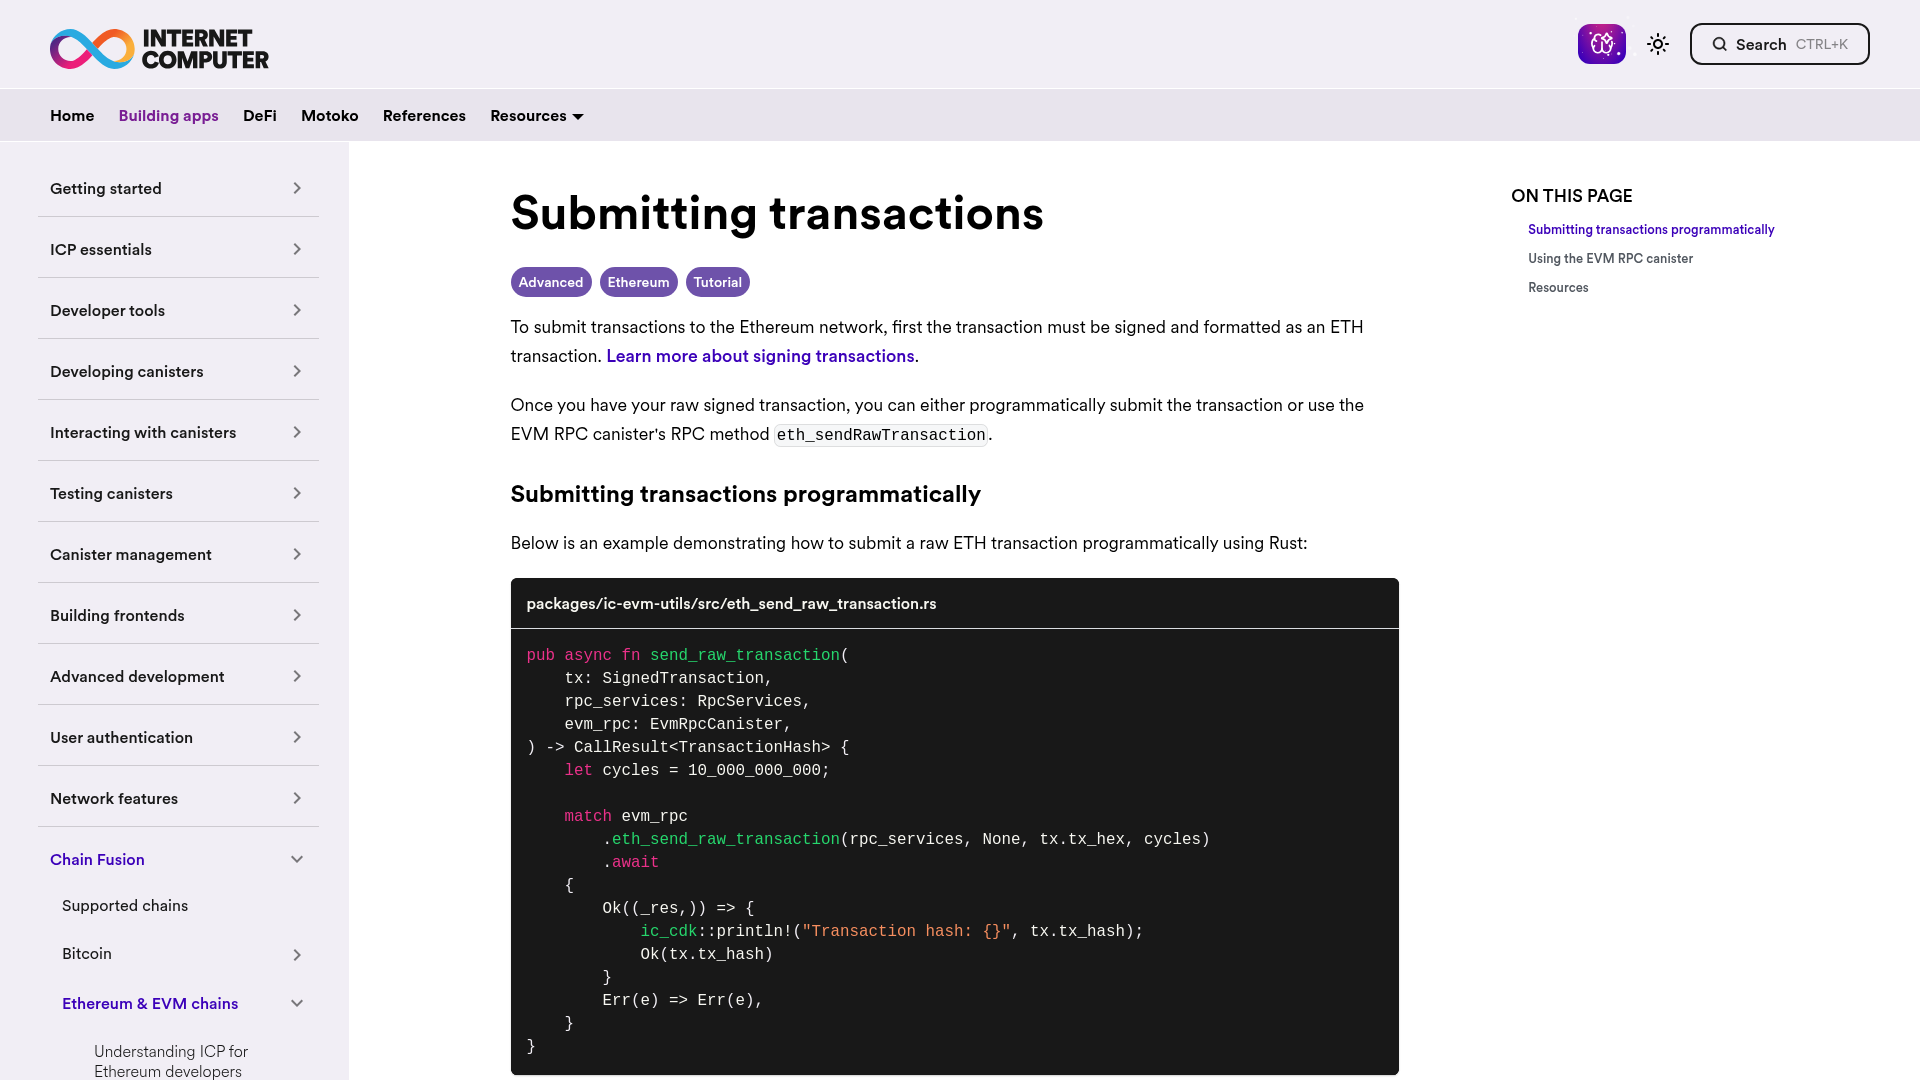 INTERNET
COMPUTER
Search CTRL+K
Home Building apps DeFi Motoko References Resources
Getting started
ICP essentials
Developer tools
Developing canisters
Interacting with canisters
Testing canisters
Canister management
Building frontends
Advanced development
User authentication
Network features
Chain Fusion
Supported chains
Bitcoin
Ethereum & EVM chains
Understanding ICP for
Ethereum developers
Submitting transactions
Advanced Ethereum Tutorial
To submit transactions to the Ethereum network, first the transaction must be signed and formatted as an ETH
transaction. Learn more about signing transactions.
Once you have your raw signed transaction, you can either programmatically submit the transaction or use the
EVM RPC canister's RPC method eth_sendRawTransaction.
Submitting transactions programmatically
Below is an example demonstrating how to submit a raw ETH transaction programmatically using Rust:
packages/ic-evm-utils/src/eth_send_raw_transaction.rs
pub async fn send_raw_transaction(
    tx: SignedTransaction,
    rpc_services: RpcServices,
    evm_rpc: EvmRpcCanister,
) -> CallResult<TransactionHash> {
    let cycles = 10_000_000_000;
    match evm_rpc
        .eth_send_raw_transaction(rpc_services, None, tx.tx_hex, cycles)
        .await
    {
        Ok((_res,)) => {
            ic_cdk::println!("Transaction hash: {}", tx.tx_hash);
            Ok(tx.tx_hash)
        }
        Err(e) => Err(e),
    }
}
ON THIS PAGE
Submitting transactions programmatically
Using the EVM RPC canister
Resources